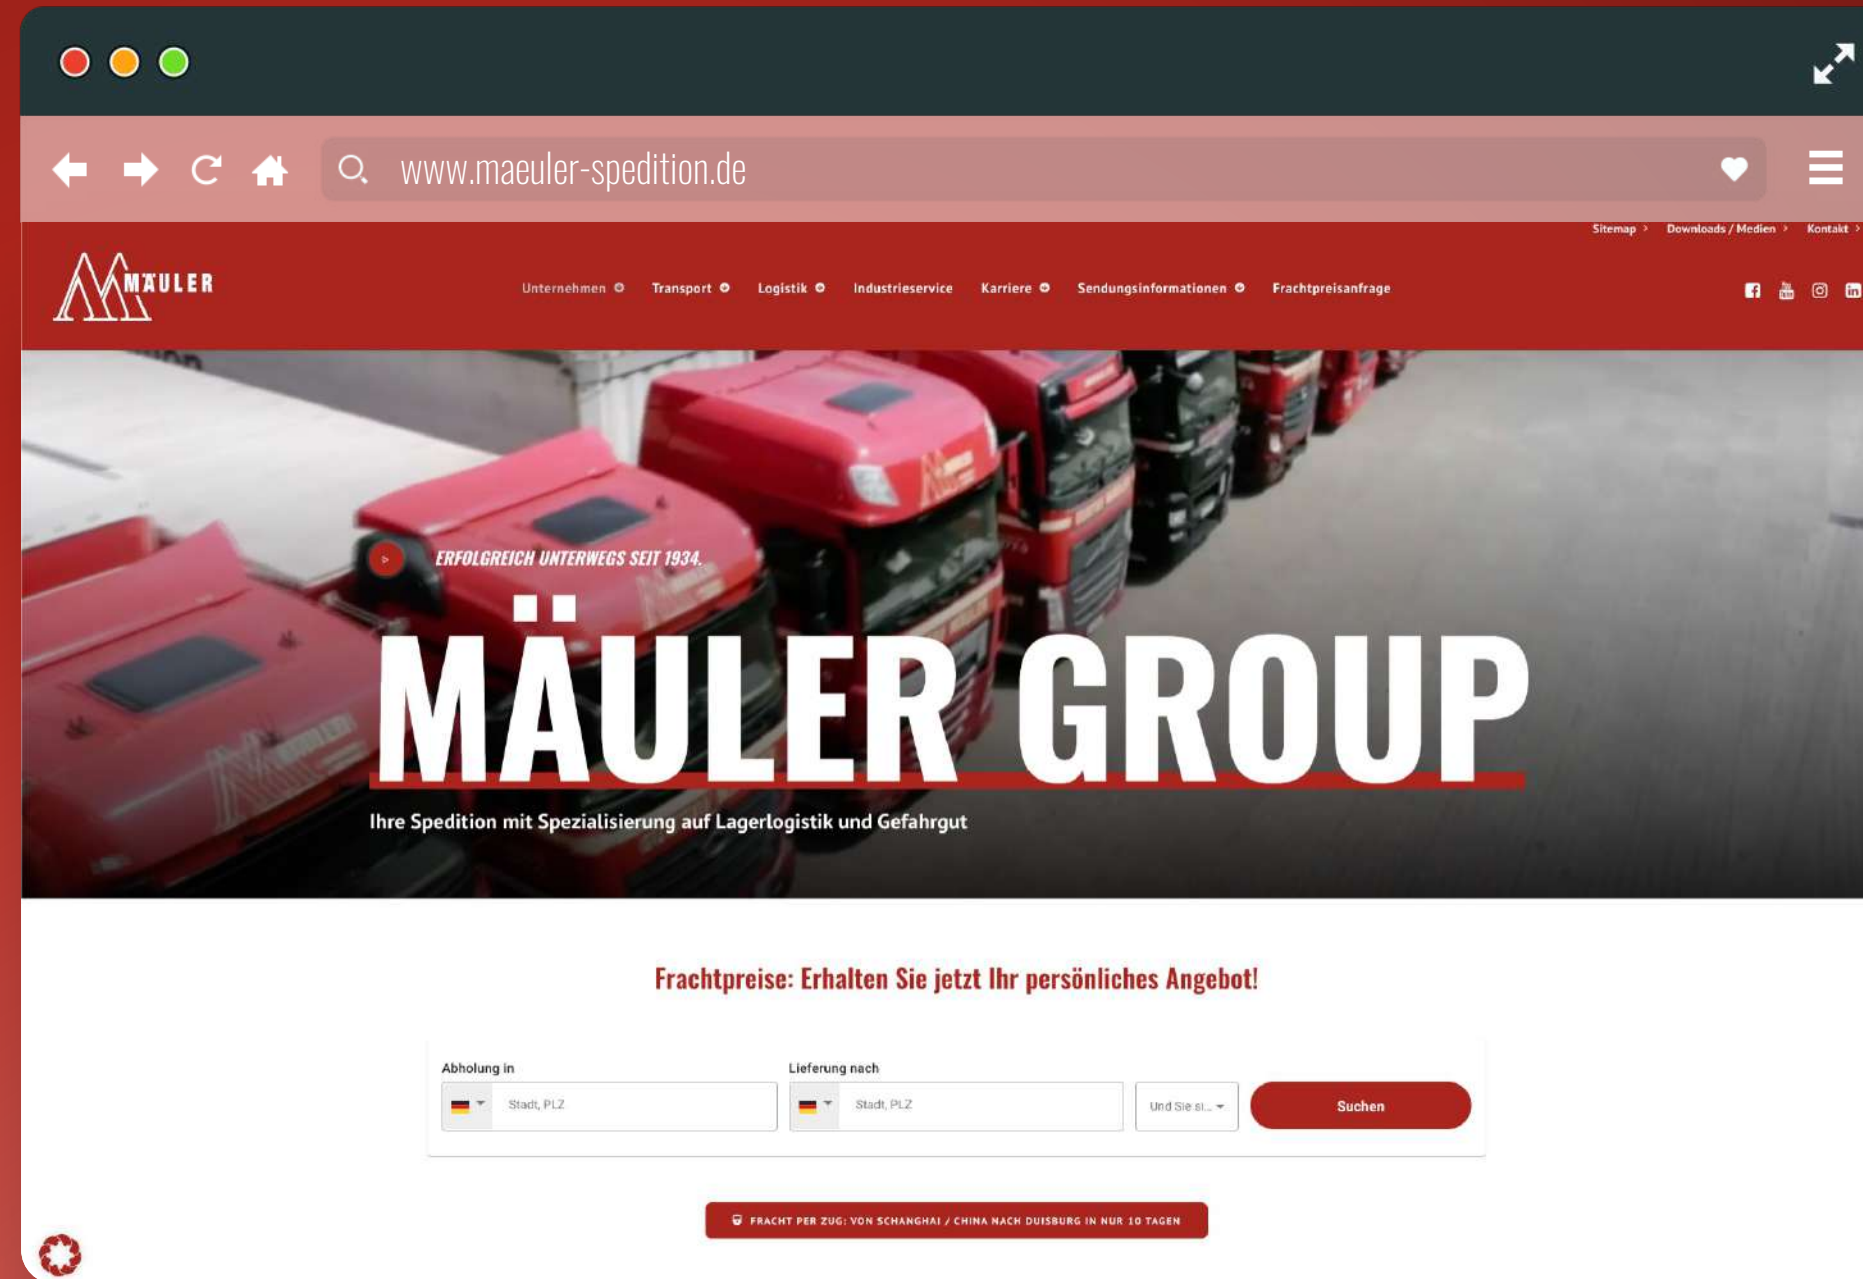 www.maeuler-spedition.de
Sitemap Downloads / Medien Kontakt
MÄULER
Unternehmen Transport Logistik Industrieservice Karriere Sendungsinformationen Frachtpreisanfrage
ERFOLGREICH UNTERWEGS SEIT 1934.
MÄULER GROUP
Ihre Spedition mit Spezialisierung auf Lagerlogistik und Gefahrgut
Frachtpreise: Erhalten Sie jetzt Ihr persönliches Angebot!
Abholung in Lieferung nach
Stadt, PLZ Stadt, PLZ Und Sie si... Suchen
FRACHT PER ZUG: VON SCHANGHAI / CHINA NACH DUISBURG IN NUR 10 TAGEN